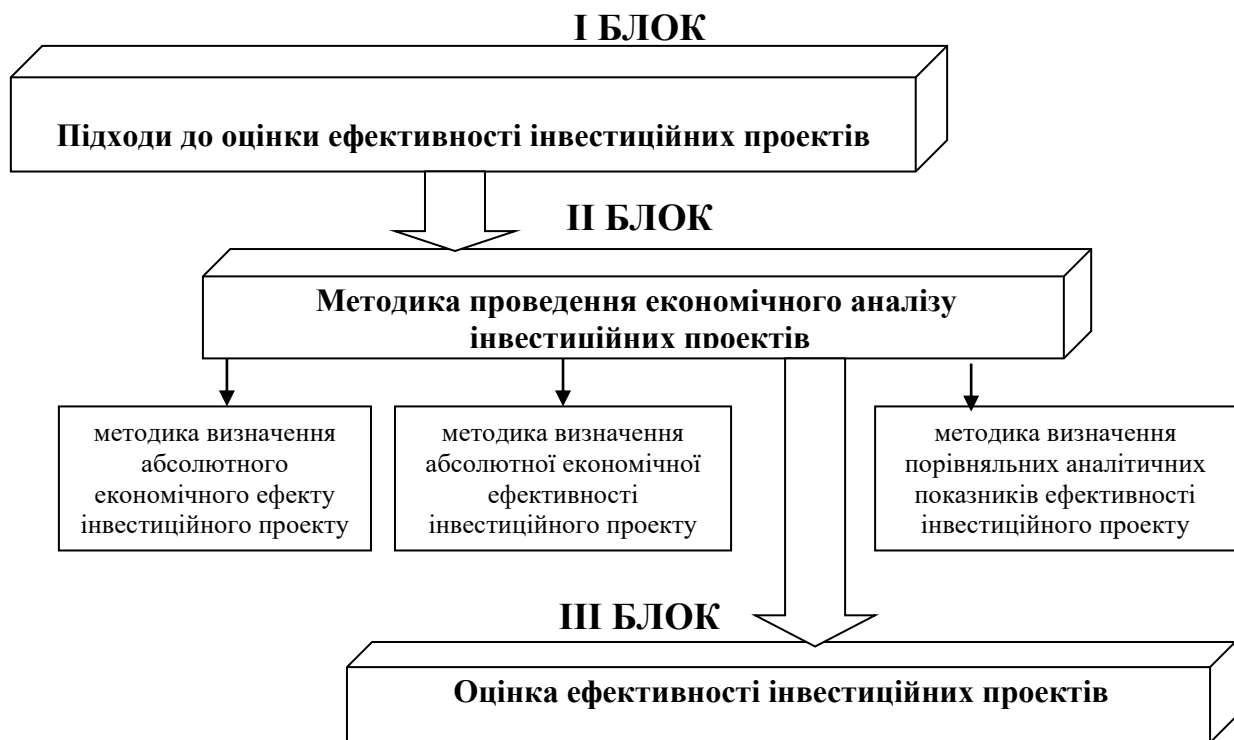 I БЛОК
Підходи до оцінки ефективності інвестиційних проектів
II БЛОК
Методика проведення економічного аналізу
інвестиційних проектів
методика визначення
абсолютного
економічного ефекту
інвестиційного проекту
методика визначення
абсолютної економічної
ефективності
інвестиційного проекту
методика визначення
порівняльних аналітичних
показників ефективності
інвестиційного проекту
III БЛОК
Оцінка ефективності інвестиційних проектів